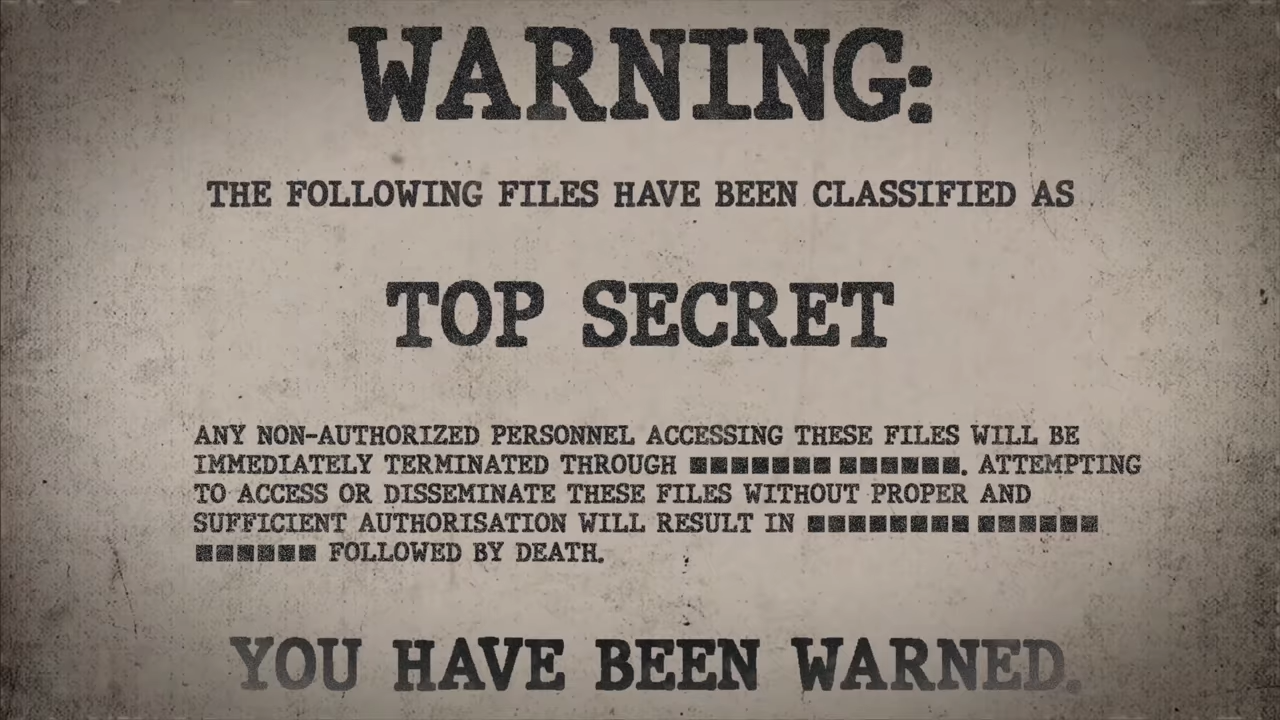 WARNING:
THE FOLLOWING FILES HAVE BEEN CLASSIFIED AS
TOP SECRET
ANY NON-AUTHORIZED PERSONNEL ACCESSING THESE FILES WILL BE
IMMEDIATELY TERMINATED THROUGH ■■■■■■■ ■■■■■■. ATTEMPTING
TO ACCESS OR DISSEMINATE THESE FILES WITHOUT PROPER AND
SUFFICIENT AUTHORISATION WILL RESULT IN ■■■■■■■■ ■■■■■■
■■■■■■ FOLLOWED BY DEATH.
YOU HAVE BEEN WARNED.